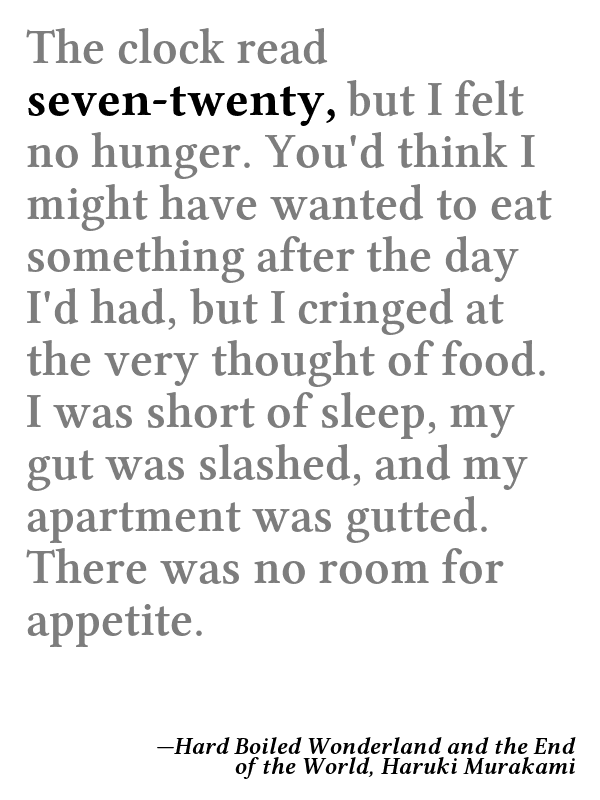 The clock read
seven-twenty, but I felt
no hunger. You'd think I
might have wanted to eat
something after the day
I'd had, but I cringed at
the very thought of food.
I was short of sleep, my
gut was slashed, and my
apartment was gutted.
There was no room for
appetite.
—Hard Boiled Wonderland and the End
of the World, Haruki Murakami